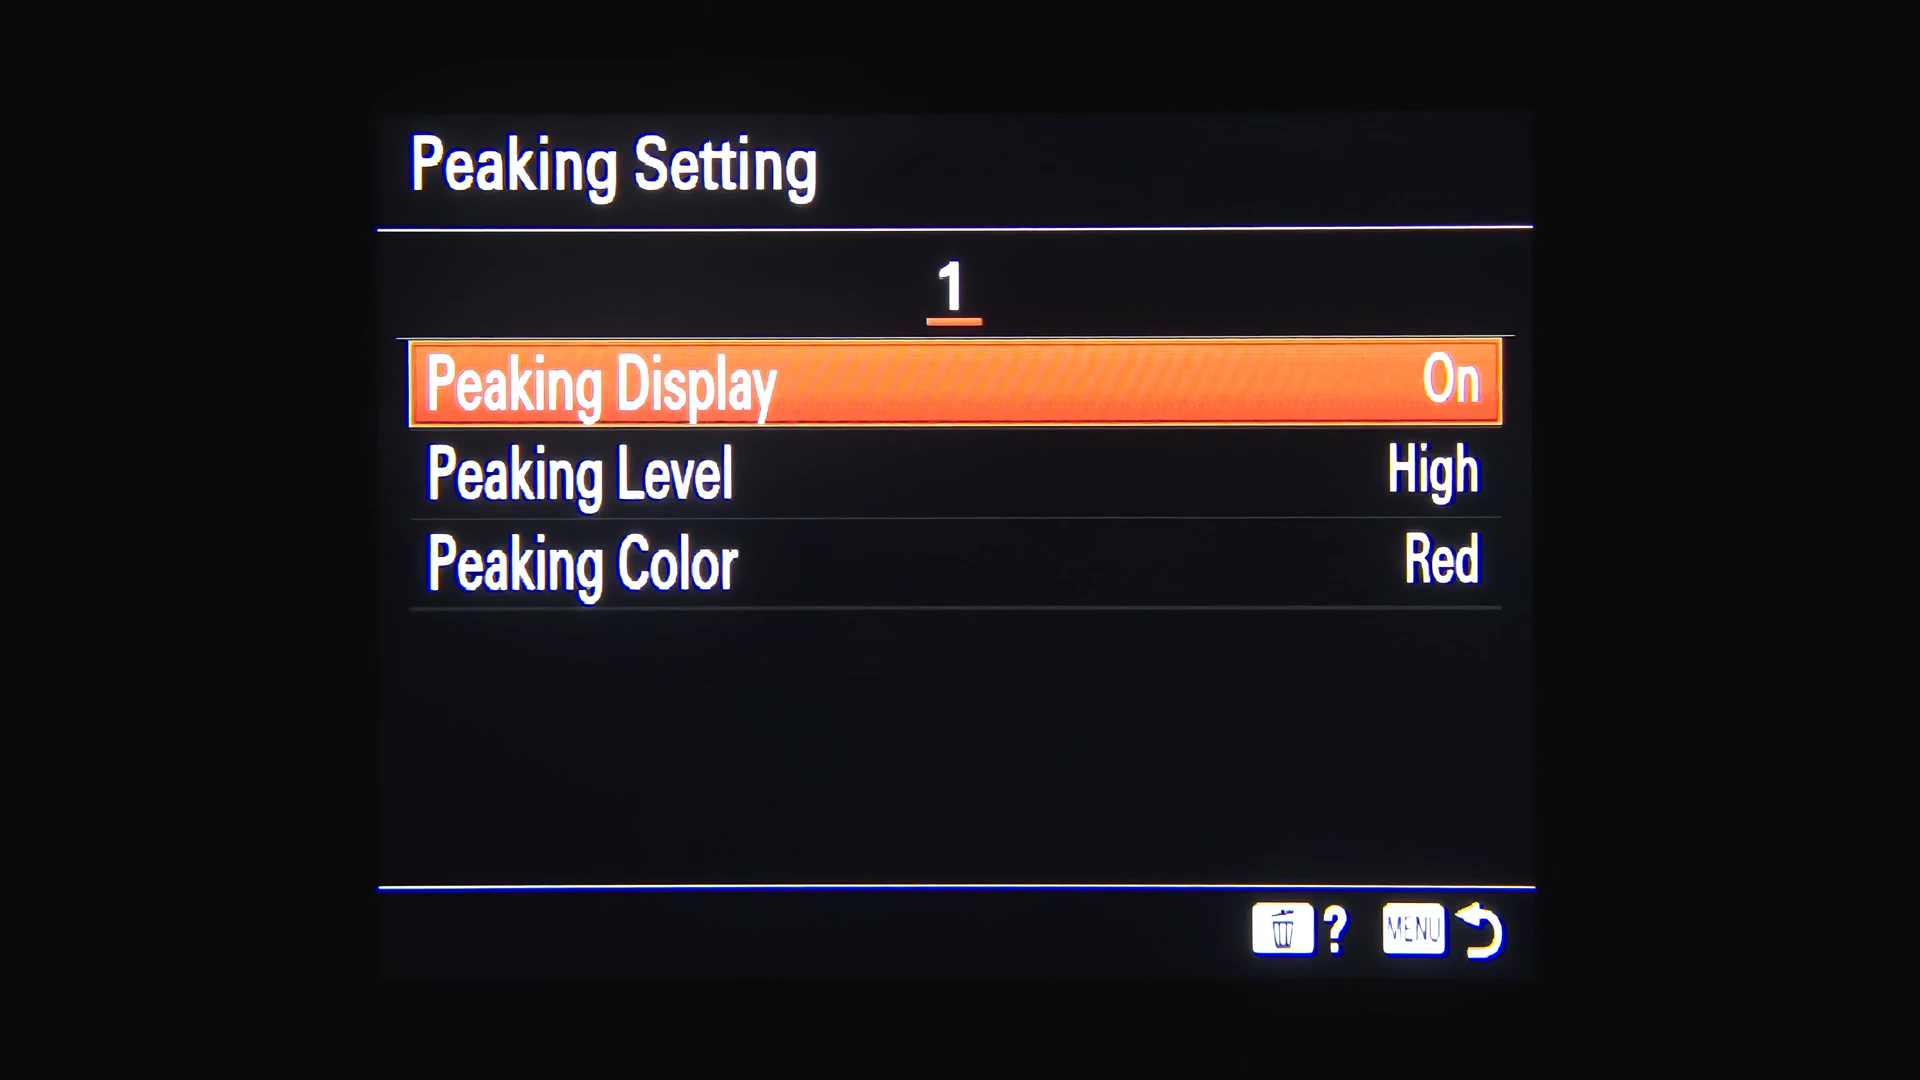 Peaking Setting
1
Peaking Display On
Peaking Level High
Peaking Color Red
? MENU